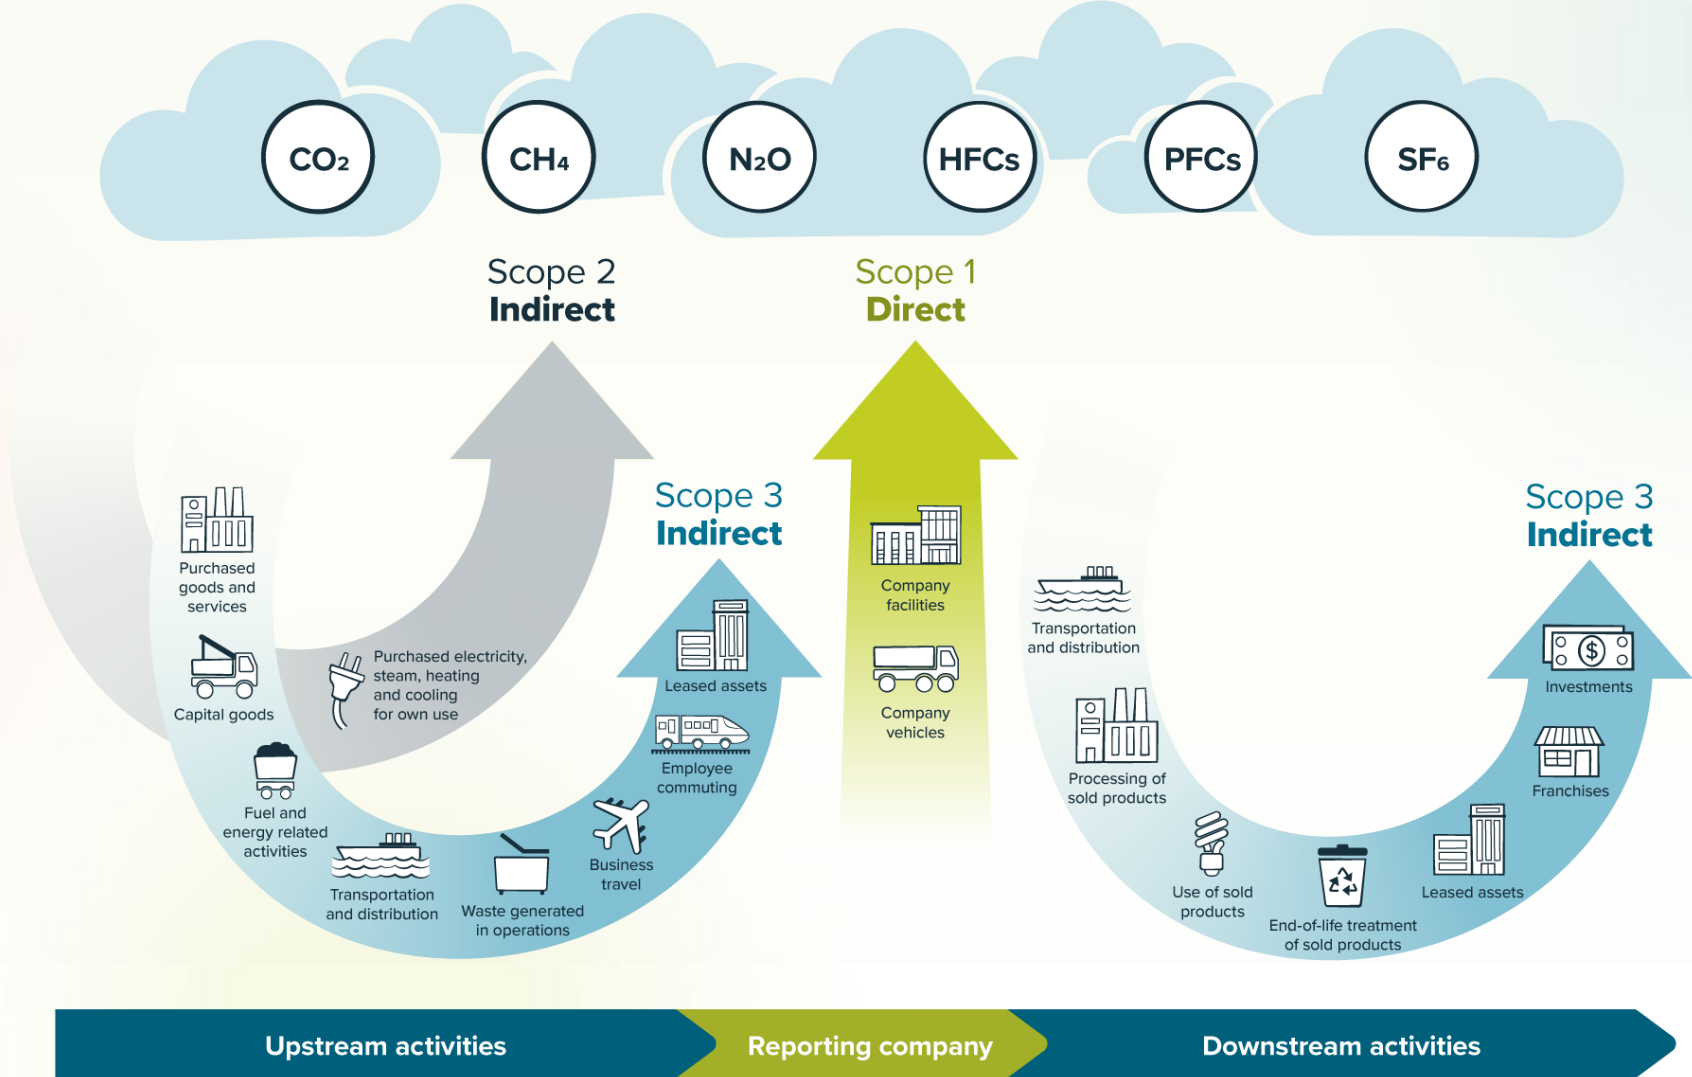 CO₂
CH₄
N₂O
HFCs
PFCs
SF₆
Scope 2
Indirect
Scope 1
Direct
Scope 3
Indirect
Scope 3
Indirect
Purchased
goods and
services
Capital goods
Fuel and
energy related
activities
Transportation
and distribution
Waste generated
in operations
Business
travel
Employee
commuting
Leased assets
Purchased electricity,
steam, heating
and cooling
for own use
Company
facilities
Company
vehicles
Transportation
and distribution
Processing of
sold products
Use of sold
products
End-of-life treatment
of sold products
Leased assets
Franchises
$
Investments
Upstream activities
Reporting company
Downstream activities